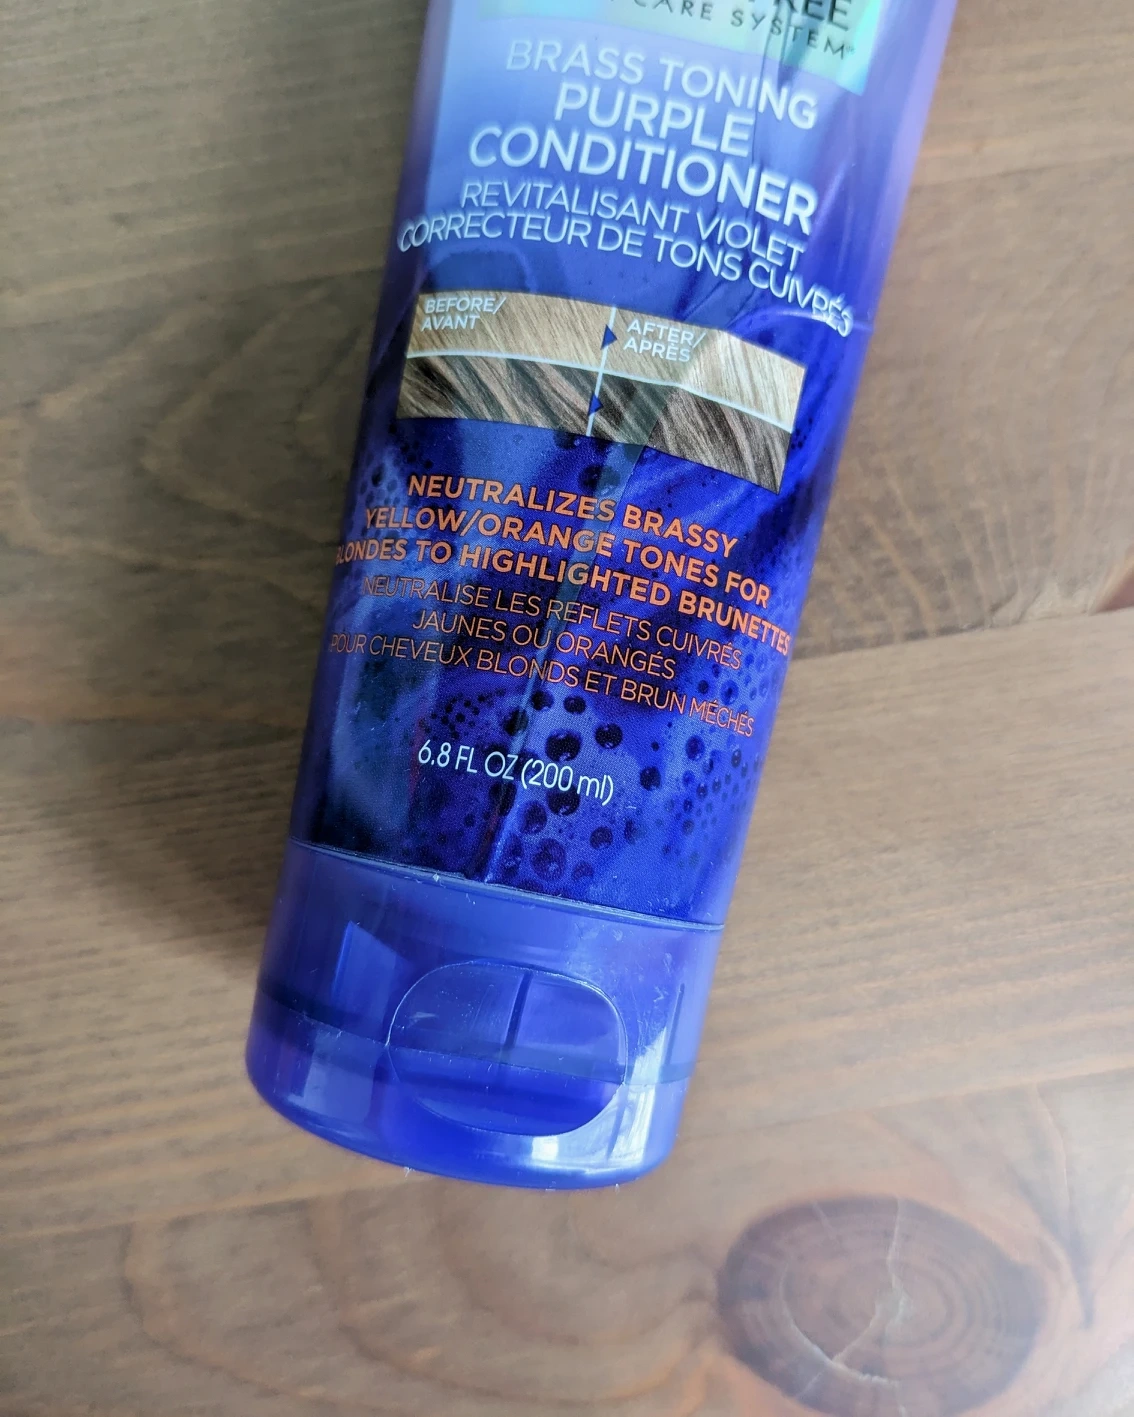 CARE SYSTEM
BRASS TONING
PURPLE
CONDITIONER
REVITALISANT VIOLET
CORRECTEUR DE TONS CUIVRÉS
BEFORE/
AVANT
AFTER/
APRÈS
NEUTRALIZES BRASSY
YELLOW/ORANGE TONES FOR
BLONDES TO HIGHLIGHTED BRUNETTES
NEUTRALISE LES REFLETS CUIVRÉS
JAUNES OU ORANGÉS
POUR CHEVEUX BLONDS ET BRUN MÉCHÉS
6.8 FL OZ (200 ml)